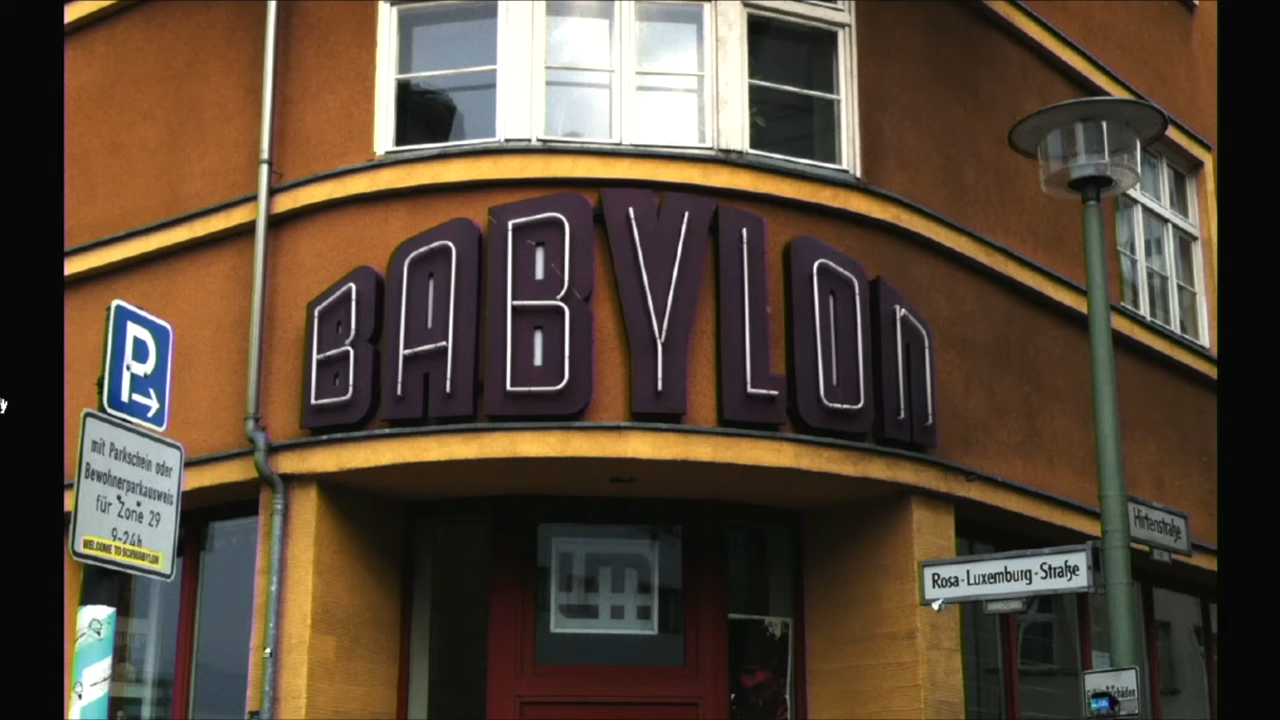 BABYLON
P
mit Parkschein oder
Bewohnerparkausweis
für Zone 29
9-24h
WELCOME TO SCHWABYLON
Hirtenstraße
Rosa-Luxemburg-Straße